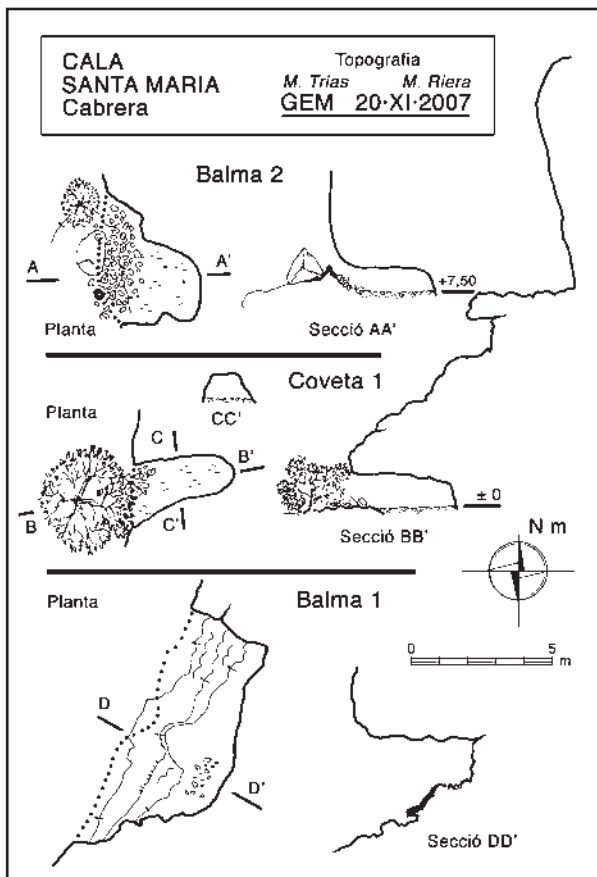 CALA
SANTA MARIA
Cabrera
Topografia
M. Trias M. Riera
GEM 20·XI·2007
Balma 2
A
A'
+7,50
Planta
Secció AA'
Coveta 1
Planta
CC'
C
B'
B
C'
± 0
Secció BB'
N m
Planta
Balma 1
0 5
m
D
D'
Secció DD'